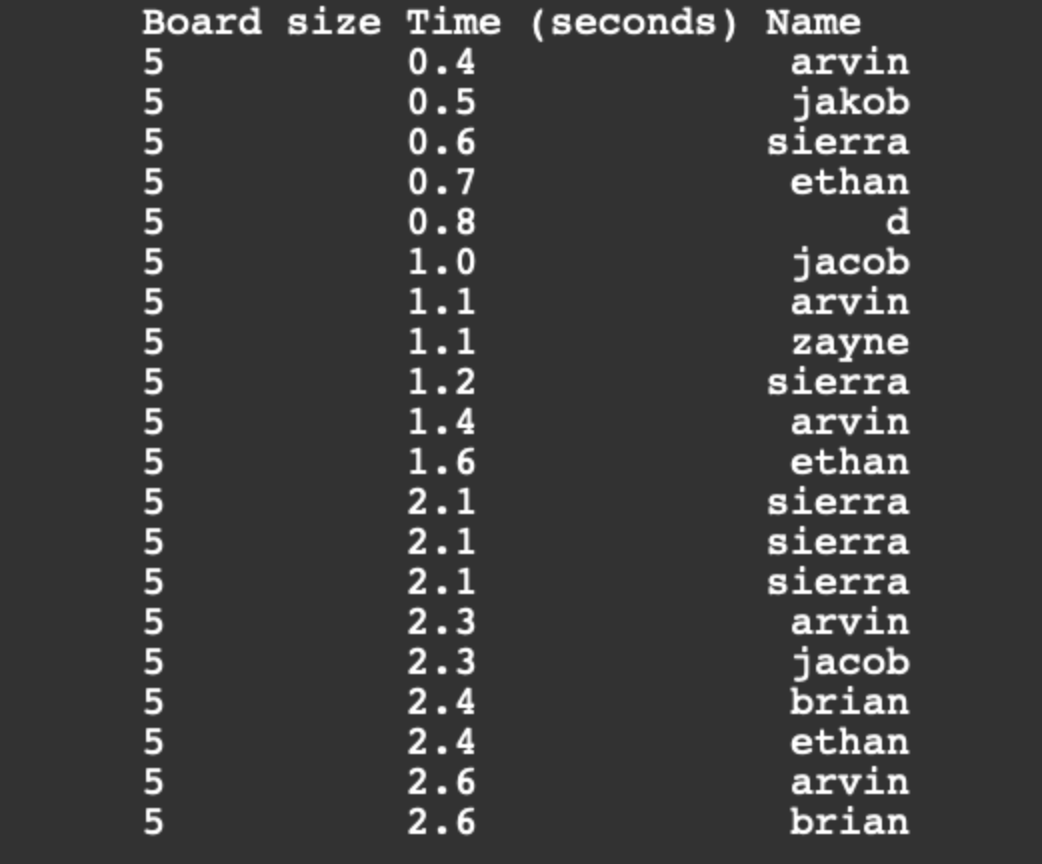 Board size Time (seconds) Name
5 0.4 arvin
5 0.5 jakob
5 0.6 sierra
5 0.7 ethan
5 0.8 d
5 1.0 jacob
5 1.1 arvin
5 1.1 zayne
5 1.2 sierra
5 1.4 arvin
5 1.6 ethan
5 2.1 sierra
5 2.1 sierra
5 2.1 sierra
5 2.3 arvin
5 2.3 jacob
5 2.4 brian
5 2.4 ethan
5 2.6 arvin
5 2.6 brian